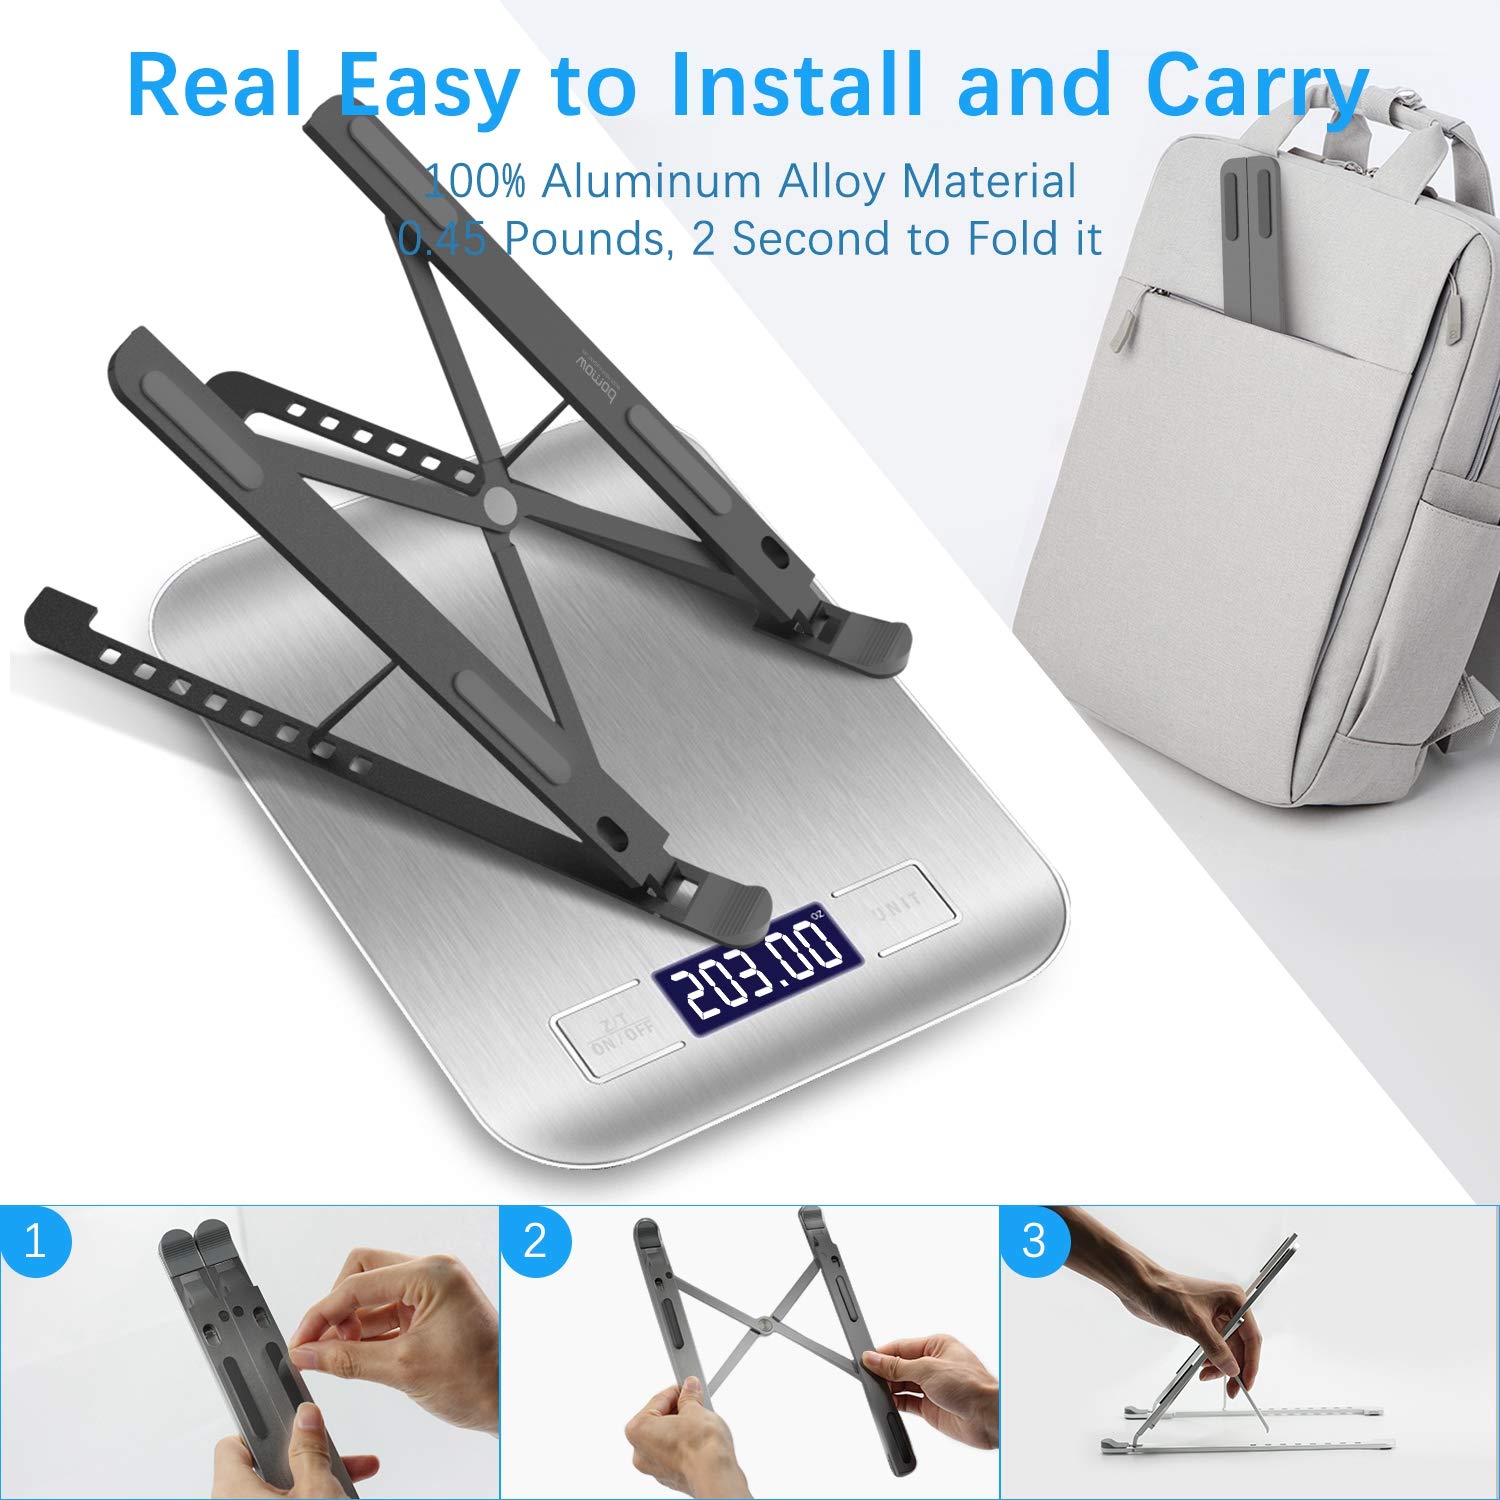 Real Easy to Install and Carry
100% Aluminum Alloy Material
0.45 Pounds, 2 Second to Fold it
bomow
203.00 OZ
UNIT
Z/T
ON/OFF
1
2
3